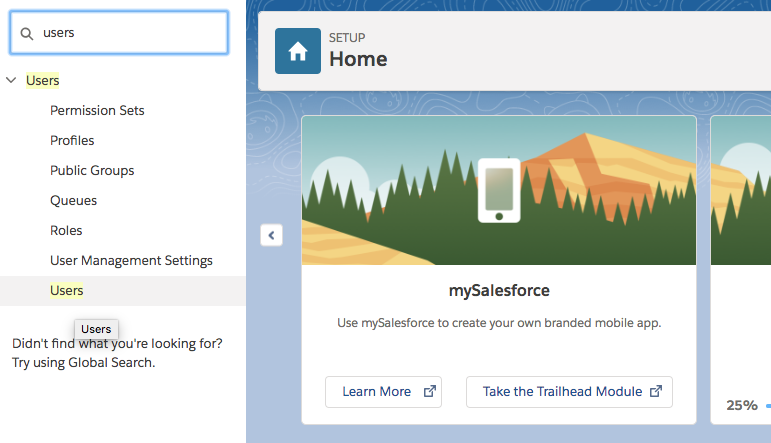 users
Users
Permission Sets
Profiles
Public Groups
Queues
Roles
User Management Settings
Users
Users
Didn't find what you're looking for?
Try using Global Search.
SETUP
Home
mySalesforce
Use mySalesforce to create your own branded mobile app.
Learn More
Take the Trailhead Module
25%